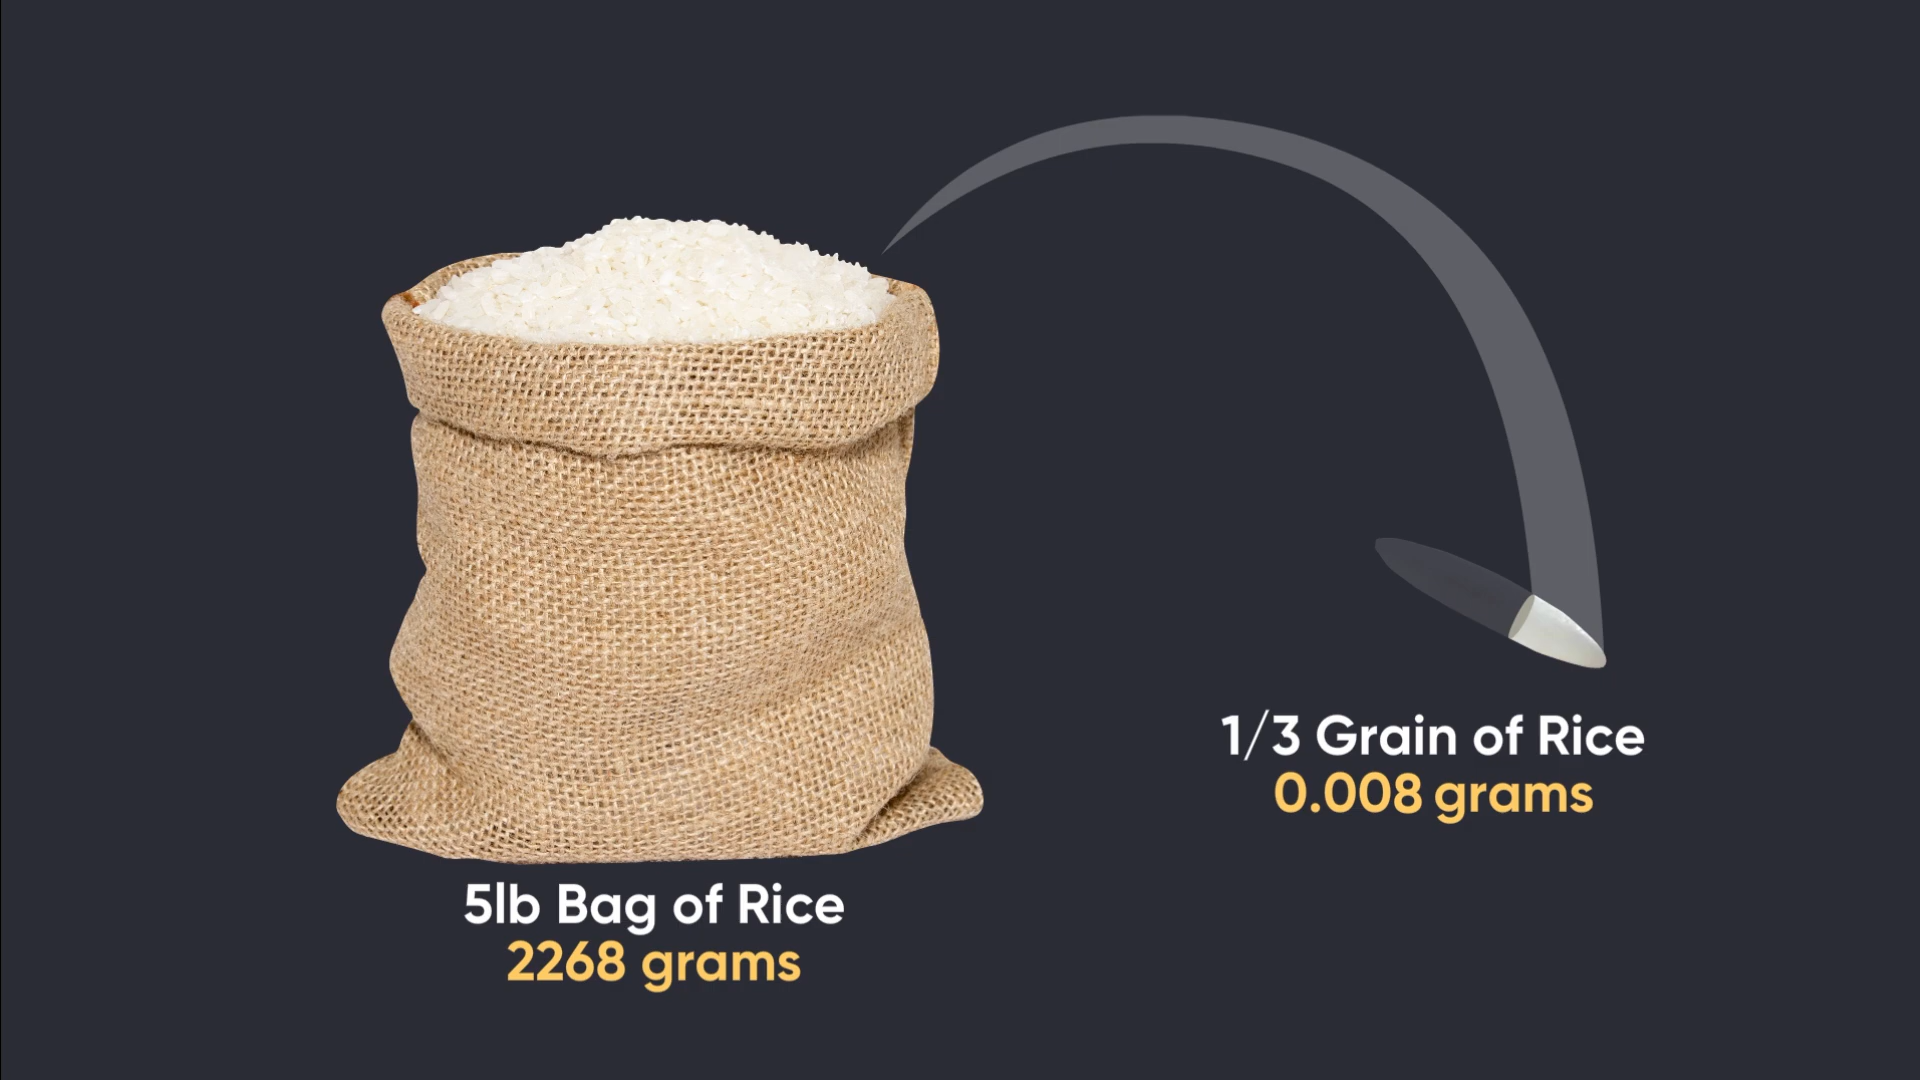 5lb Bag of Rice
2268 grams
1/3 Grain of Rice
0.008 grams